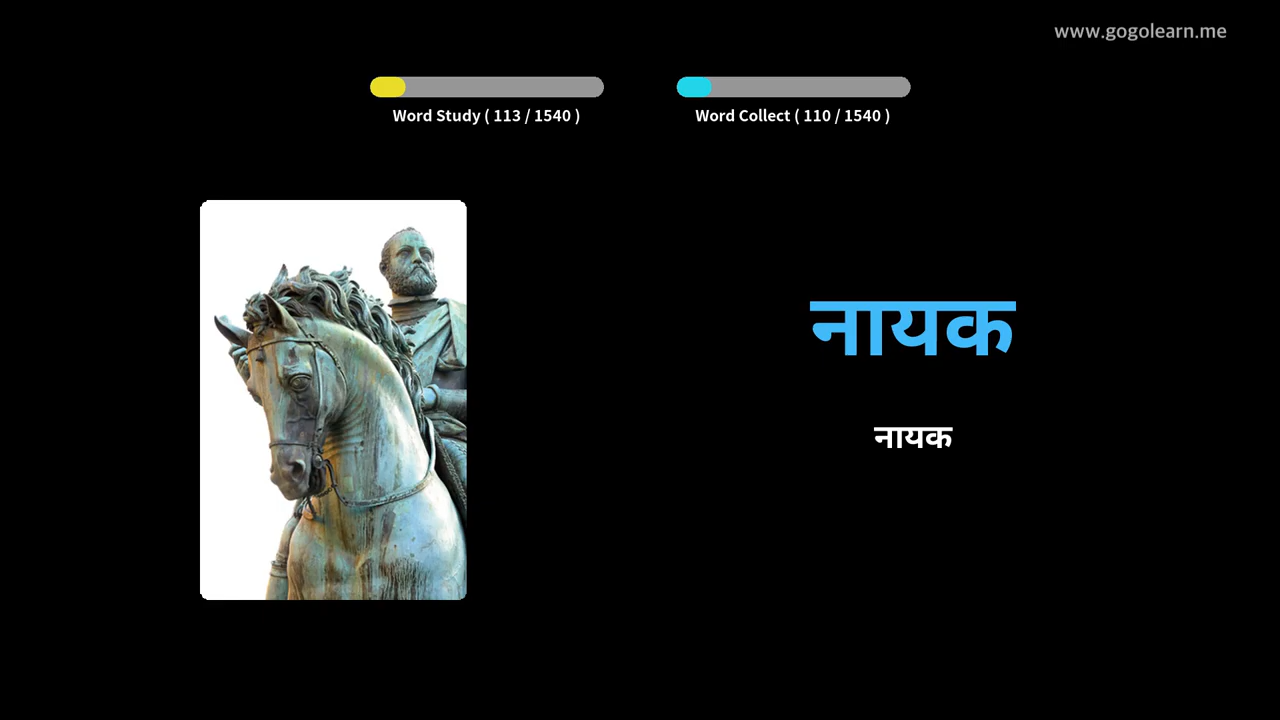 www.gogolearn.me
Word Study ( 113 / 1540 )
Word Collect ( 110 / 1540 )
नायक
नायक